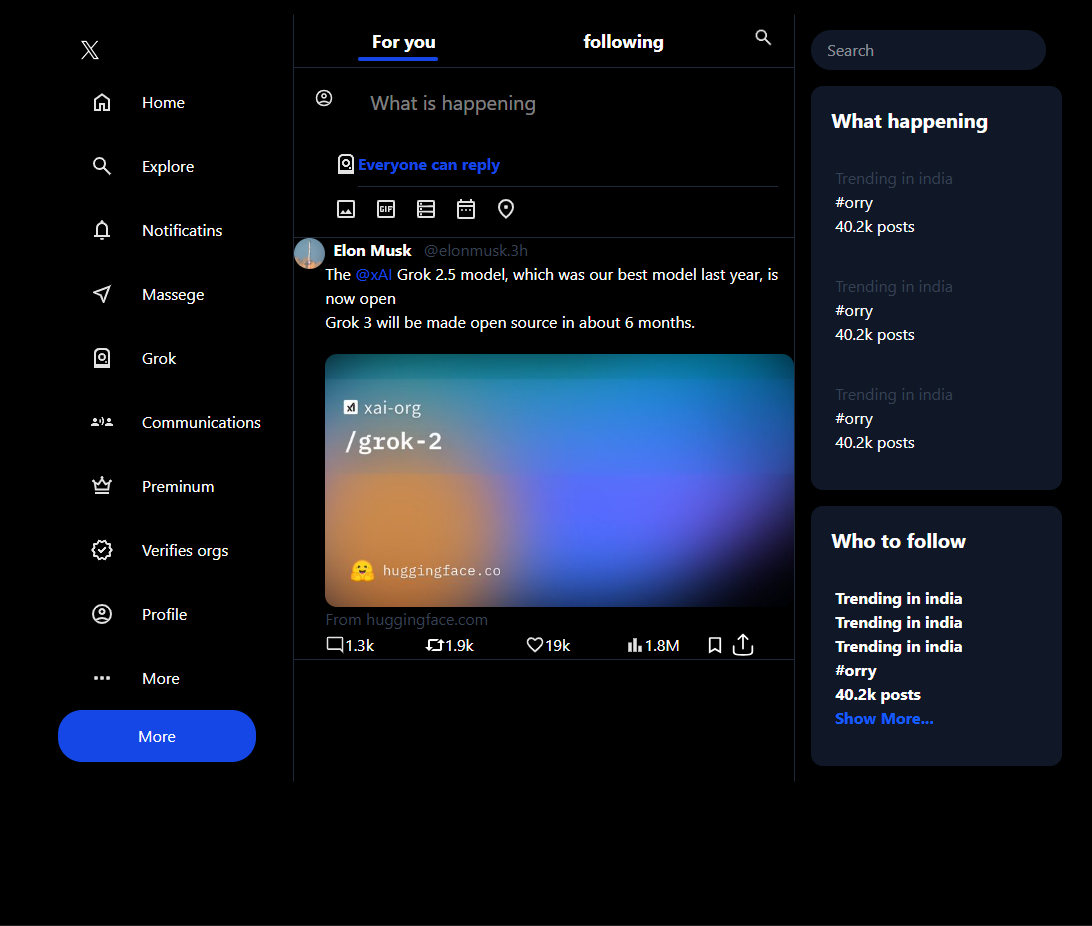 Home
Explore
Notificatins
Massege
Grok
Communications
Preminum
Verifies orgs
Profile
More
More
For you
following
What is happening
Everyone can reply
GIF
Elon Musk @elonmusk.3h
The @xAI Grok 2.5 model, which was our best model last year, is
now open
Grok 3 will be made open source in about 6 months.
xai-org
/grok-2
huggingface.co
From huggingface.com
1.3k 1.9k 19k 1.8M
Search
What happening
Trending in india
#orry
40.2k posts
Trending in india
#orry
40.2k posts
Trending in india
#orry
40.2k posts
Who to follow
Trending in india
Trending in india
Trending in india
#orry
40.2k posts
Show More...